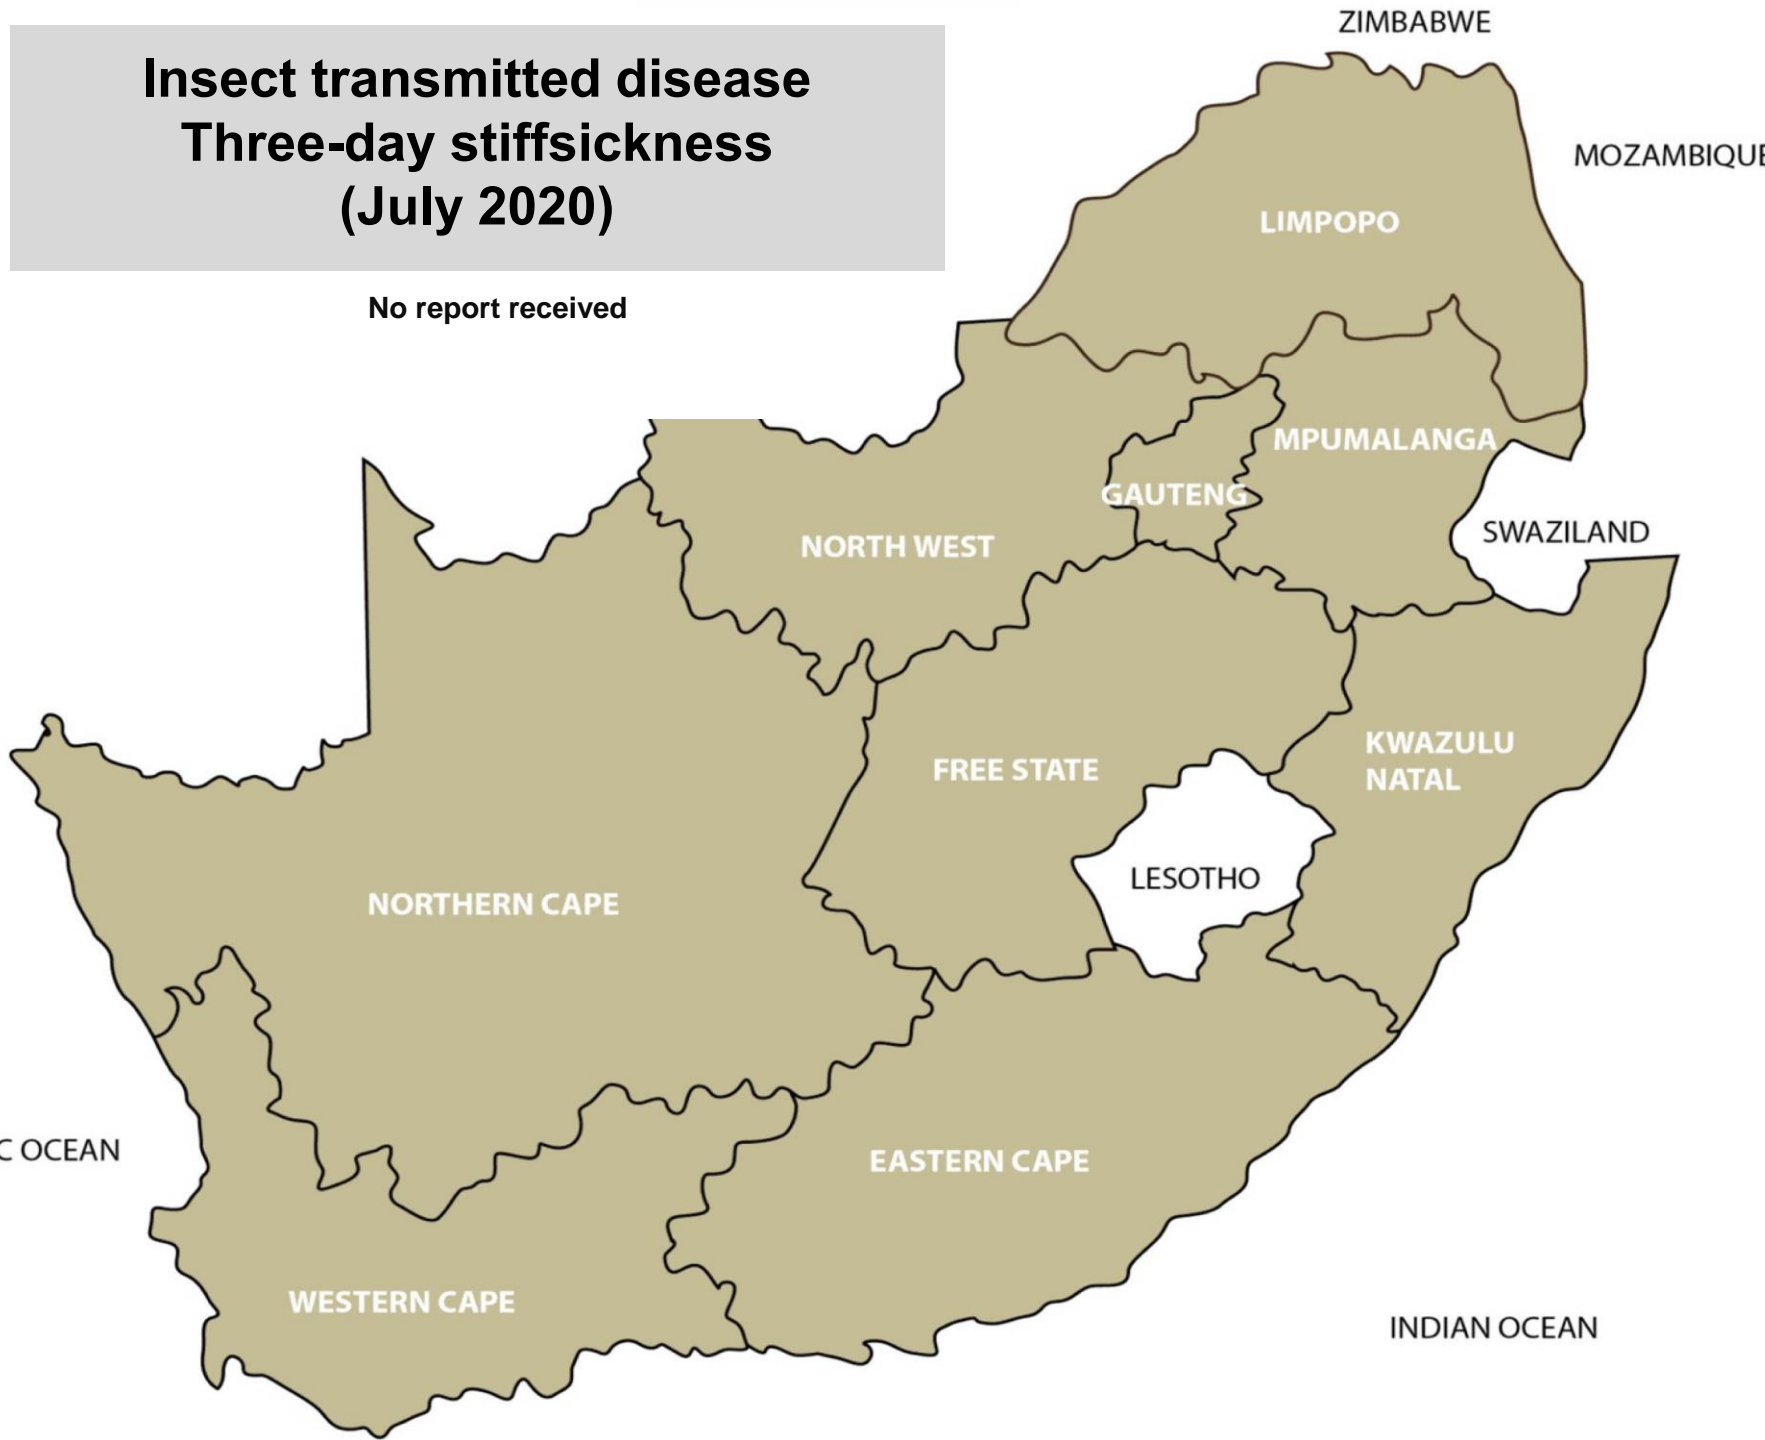 Insect transmitted disease
Three-day stiffsickness
(July 2020)
No report received
ZIMBABWE
MOZAMBIQUE
LIMPOPO
MPUMALANGA
GAUTENG
SWAZILAND
NORTH WEST
KWAZULU
NATAL
FREE STATE
LESOTHO
NORTHERN CAPE
C OCEAN
EASTERN CAPE
WESTERN CAPE
INDIAN OCEAN